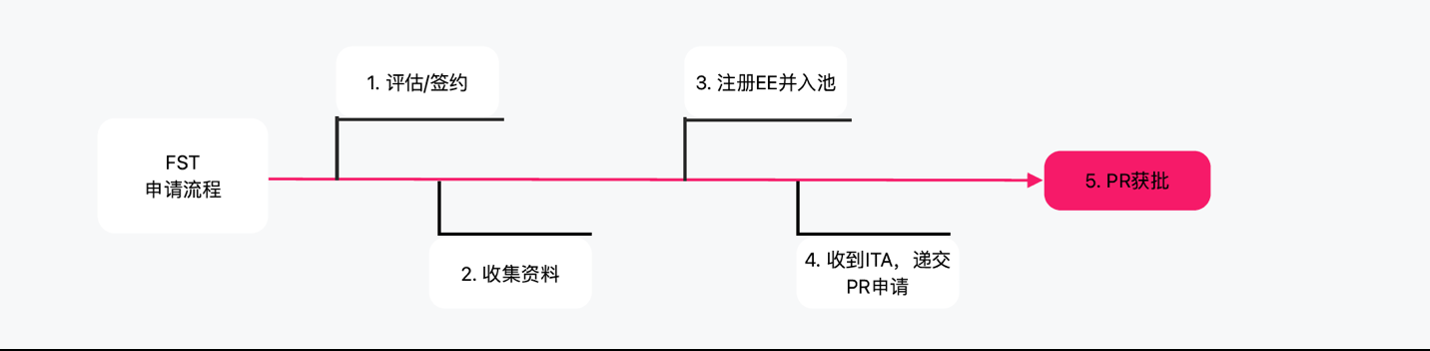 FST
申请流程
1. 评估/签约
2. 收集资料
3. 注册EE并入池
4. 收到ITA，递交
PR申请
5. PR获批